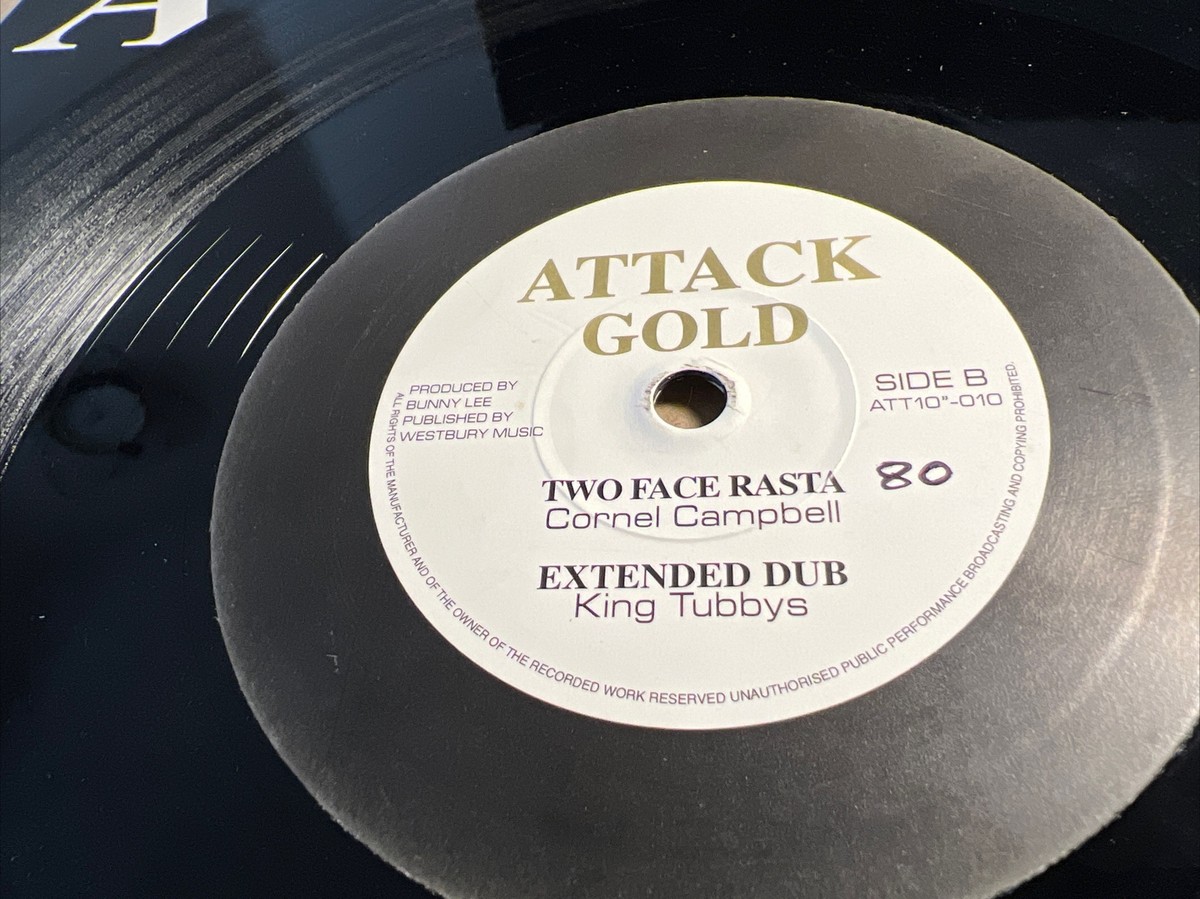 ATTACK
GOLD
PRODUCED BY
BUNNY LEE
PUBLISHED BY
WESTBURY MUSIC
SIDE B
ATT10"-010
TWO FACE RASTA 80
Cornel Campbell
EXTENDED DUB
King Tubbys
ALL RIGHTS OF THE MANUFACTURER AND OF THE OWNER OF THE RECORDED WORK RESERVED UNAUTHORISED PUBLIC PERFORMANCE BROADCASTING AND COPYING PROHIBITED.